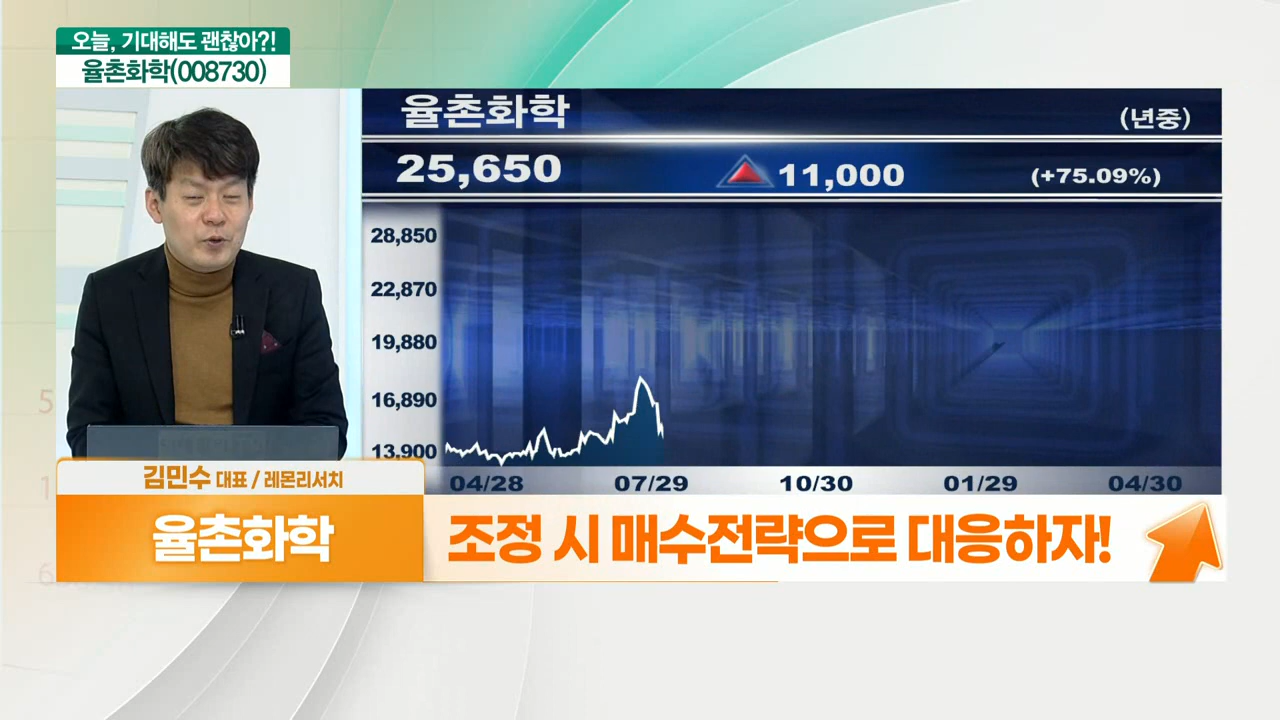 오늘, 기대해도 괜찮아?!
율촌화학(008730)
율촌화학 (년중)
25,650 11,000 (+75.09%)
28,850
22,870
19,880
16,890
13,900
04/28 07/29 10/30 01/29 04/30
김민수 대표 / 레몬리서치
율촌화학
조정 시 매수전략으로 대응하자!